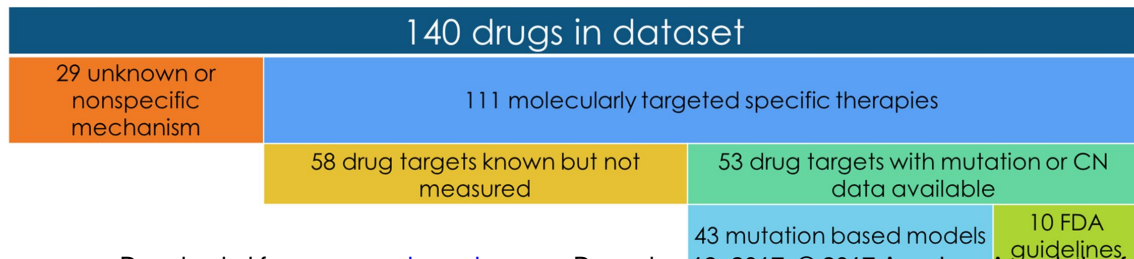 140 drugs in dataset
29 unknown or
nonspecific
mechanism
111 molecularly targeted specific therapies
58 drug targets known but not
measured
53 drug targets with mutation or CN
data available
43 mutation based models
10 FDA
guidelines